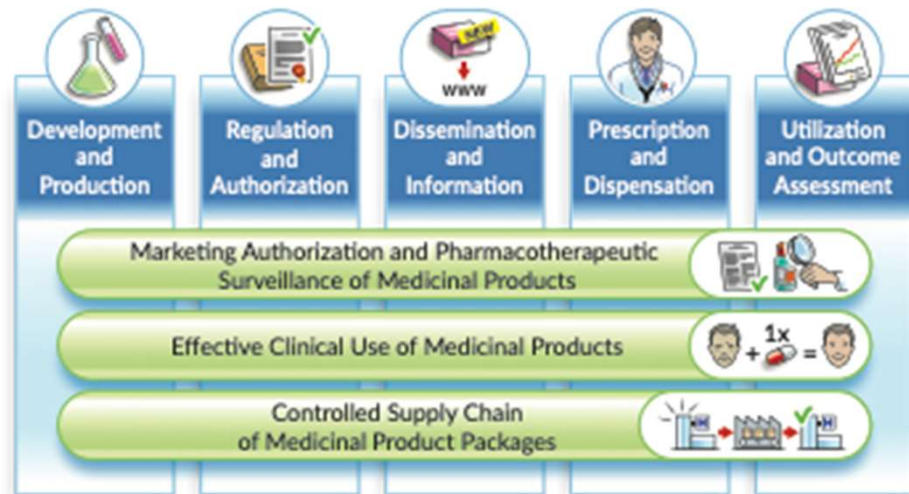 NEW
WWW
Development
and
Production
Regulation
and
Authorization
Dissemination
and
Information
Prescription
and
Dispensation
Utilization
and Outcome
Assessment
Marketing Authorization and Pharmacotherapeutic
Surveillance of Medicinal Products
Effective Clinical Use of Medicinal Products
+ 1x =
Controlled Supply Chain
of Medicinal Product Packages
H
H